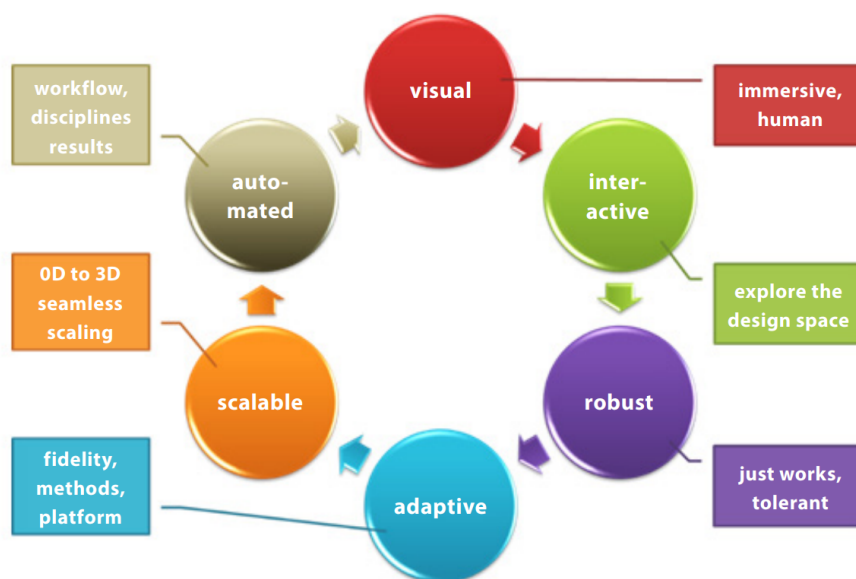 visual
immersive,
human
inter-
active
explore the
design space
robust
just works,
tolerant
adaptive
fidelity,
methods,
platform
scalable
0D to 3D
seamless
scaling
auto-
mated
workflow,
disciplines
results